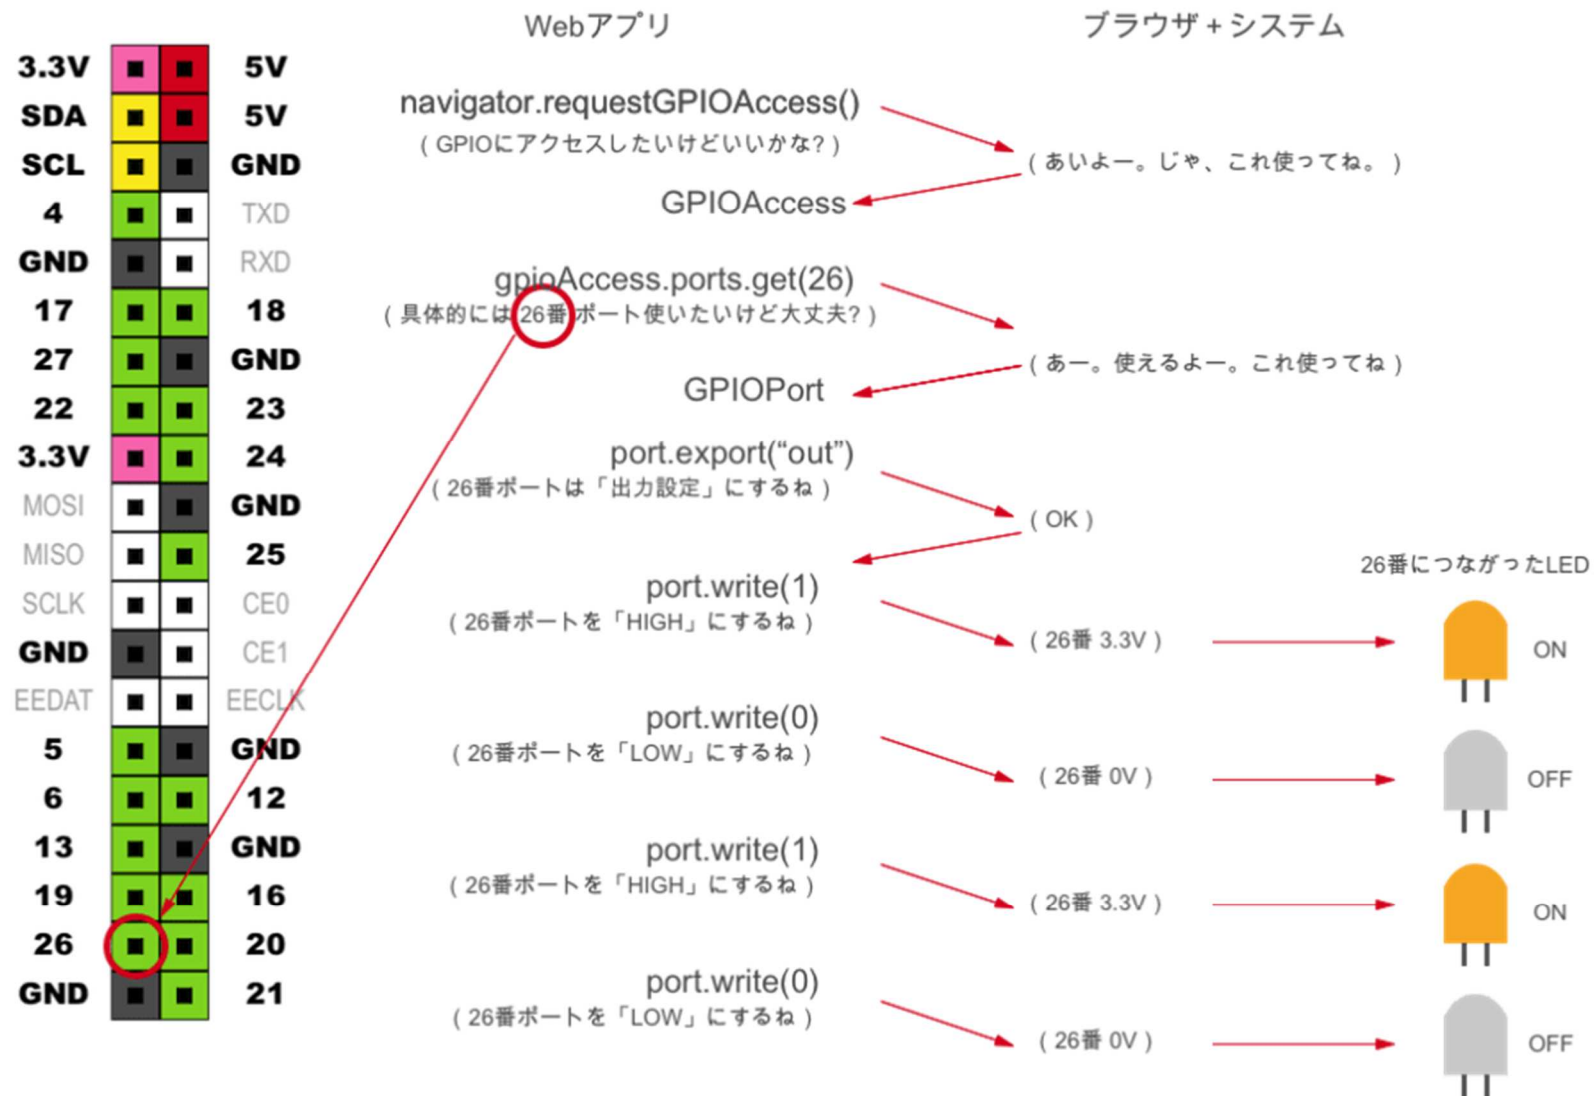 Webアプリ
ブラウザ + システム
3.3V 5V
SDA 5V
SCL GND
4 TXD
GND RXD
17 18
27 GND
22 23
3.3V 24
MOSI GND
MISO 25
SCLK CE0
GND CE1
EEDAT EECLK
5 GND
6 12
13 GND
19 16
26 20
GND 21
navigator.requestGPIOAccess()
( GPIOにアクセスしたいけどいいかな? )
( あいよー。じゃ、これ使ってね。 )
GPIOAccess
gpioAccess.ports.get(26)
( 具体的には 26番 ポート使いたいけど大丈夫? )
( あー。使えるよー。これ使ってね )
GPIOPort
port.export(“out”)
( 26番ポートは「出力設定」にするね )
( OK )
26番につながったLED
port.write(1)
( 26番ポートを「HIGH」にするね )
( 26番 3.3V )
ON
port.write(0)
( 26番ポートを「LOW」にするね )
( 26番 0V )
OFF
port.write(1)
( 26番ポートを「HIGH」にするね )
( 26番 3.3V )
ON
port.write(0)
( 26番ポートを「LOW」にするね )
( 26番 0V )
OFF